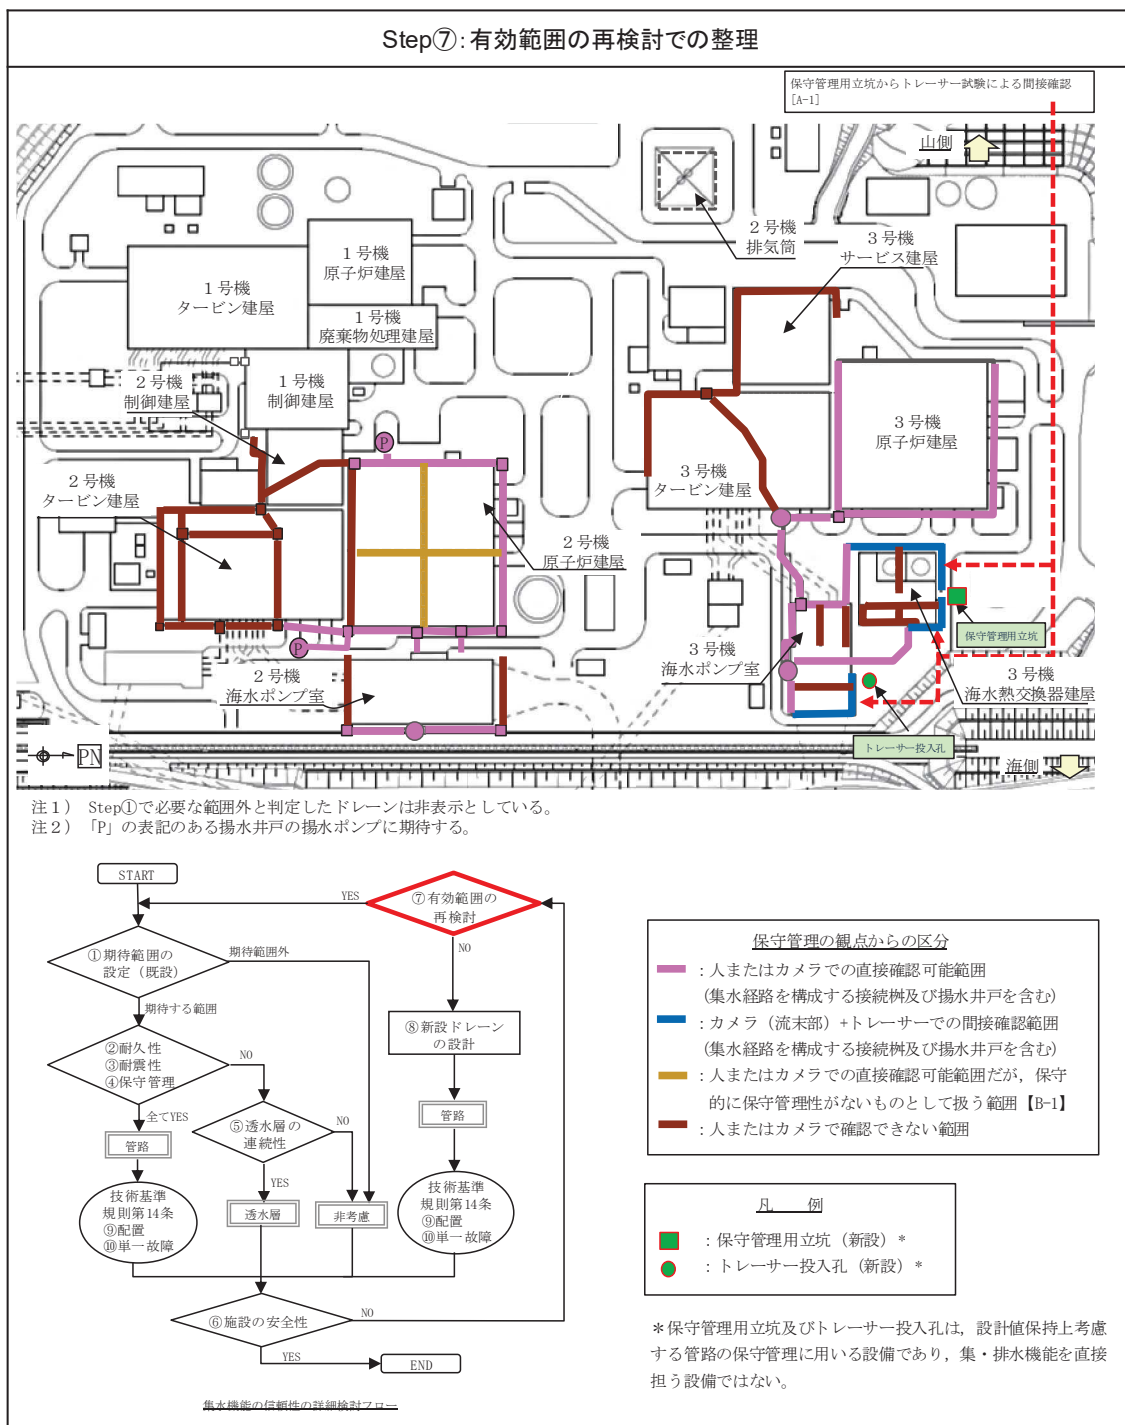 Step⑦:有効範囲の再検討での整理
保守管理用立坑からトレーサー試験による間接確認
[A-1]
山側
2号機
排気筒
3号機
サービス建屋
1号機
原子炉建屋
1号機
タービン建屋
1号機
廃棄物処理建屋
2号機
制御建屋
1号機
制御建屋
3号機
原子炉建屋
P
3号機
タービン建屋
2号機
タービン建屋
2号機
原子炉建屋
保守管理用立坑
P
3号機
海水ポンプ室
2号機
海水ポンプ室
3号機
海水熱交換器建屋
トレーサー投入孔
PN
海側
注1) Step①で必要な範囲外と判定したドレーンは非表示としている。
注2) 「P」の表記のある揚水井戸の揚水ポンプに期待する。
START
YES
⑦有効範囲の
再検討
NO
①期待範囲の
設定(既設)
期待範囲外
期待する範囲
②耐久性
③耐震性
④保守管理
NO
全てYES
⑧新設ドレーン
の設計
管路
⑤透水層の
連続性
NO
YES
管路
技術基準
規則第14条
⑨配置
⑩単一故障
透水層
非考慮
技術基準
規則第14条
⑨配置
⑩単一故障
⑥施設の安全性
NO
YES
END
集水機能の信頼性の詳細検討フロー
保守管理の観点からの区分
:人またはカメラでの直接確認可能範囲
(集水経路を構成する接続桝及び揚水井戸を含む)
:カメラ(流末部)+トレーサーでの間接確認範囲
(集水経路を構成する接続桝及び揚水井戸を含む)
:人またはカメラでの直接確認可能範囲だが,保守
的に保守管理性がないものとして扱う範囲【B-1】
:人またはカメラで確認できない範囲
凡 例
:保守管理用立坑(新設)*
:トレーサー投入孔(新設)*
*保守管理用立坑及びトレーサー投入孔は,設計値保持上考慮
する管路の保守管理に用いる設備であり,集・排水機能を直接
担う設備ではない。